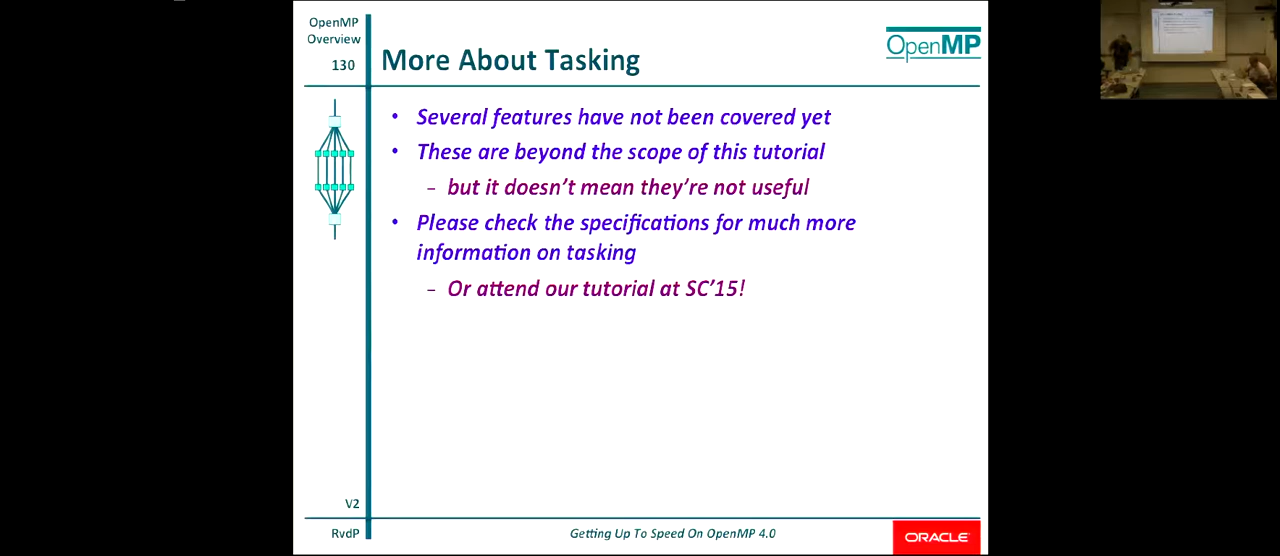 OpenMP
Overview
130
More About Tasking
OpenMP
• Several features have not been covered yet
• These are beyond the scope of this tutorial
– but it doesn’t mean they’re not useful
• Please check the specifications for much more
information on tasking
– Or attend our tutorial at SC’15!
V2
RvdP
Getting Up To Speed On OpenMP 4.0
ORACLE